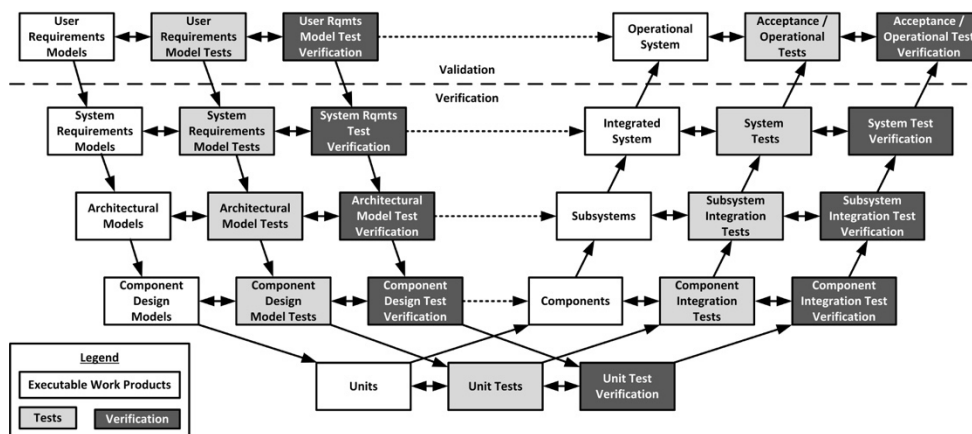 User
Requirements
Models
User
Requirements
Model Tests
User Rqmts
Model Test
Verification
Operational
System
Acceptance /
Operational
Tests
Acceptance /
Operational Test
Verification
Validation
Verification
System
Requirements
Models
System
Requirements
Model Tests
System Rqmts
Test
Verification
Integrated
System
System
Tests
System Test
Verification
Architectural
Models
Architectural
Model Tests
Architectural
Model Test
Verification
Subsystems
Subsystem
Integration
Tests
Subsystem
Integration Test
Verification
Component
Design
Models
Component
Design
Model Tests
Component
Design Test
Verification
Components
Component
Integration
Tests
Component
Integration Test
Verification
Units
Unit Tests
Unit Test
Verification
Legend
Executable Work Products
Tests
Verification